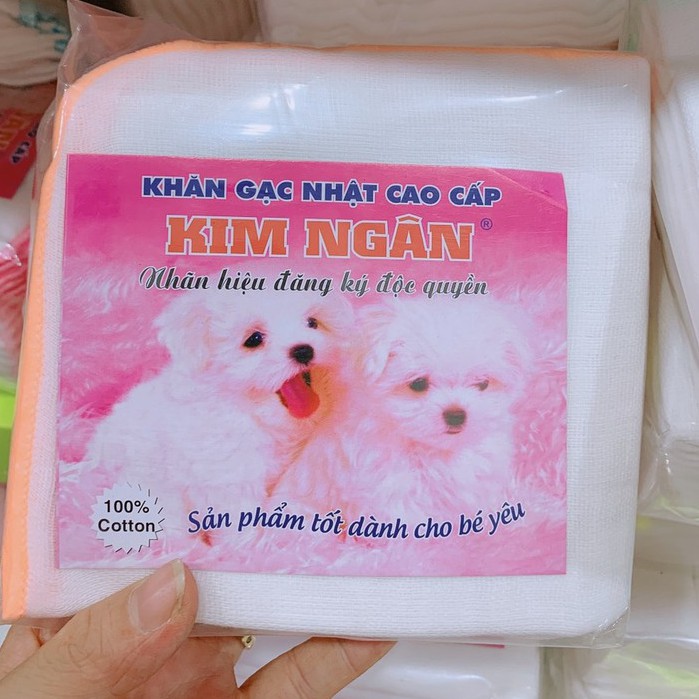 KHĂN GẠC NHẬT CAO CẤP
KIM NGÂN®
Nhãn hiệu đăng ký độc quyền
100%
Cotton
Sản phẩm tốt dành cho bé yêu